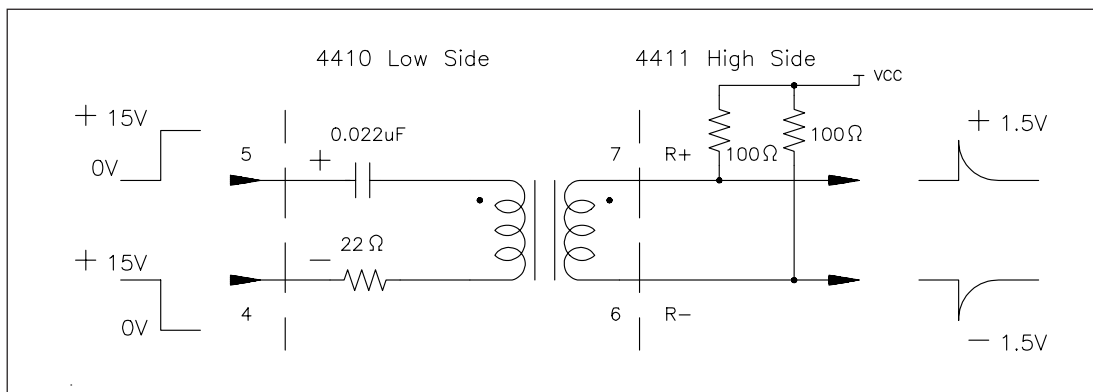 4410 Low Side
4411 High Side
VCC
+ 15V
0V
5
+
0.022uF
7
R+
100Ω
100Ω
+ 1.5V
+ 15V
0V
4
−
22Ω
6
R−
− 1.5V